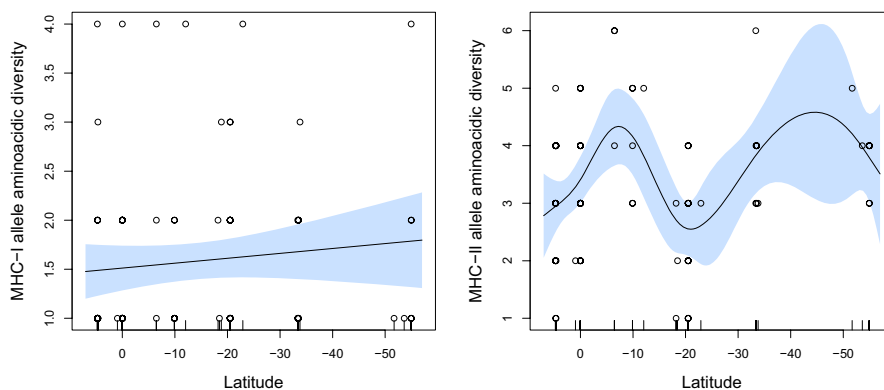 MHC−I allele aminoacidic diversity
4.0
3.5
3.0
2.5
2.0
1.5
1.0
0 −10 −20 −30 −40 −50
Latitude
MHC−II allele aminoacidic diversity
6
5
4
3
2
1
0 −10 −20 −30 −40 −50
Latitude